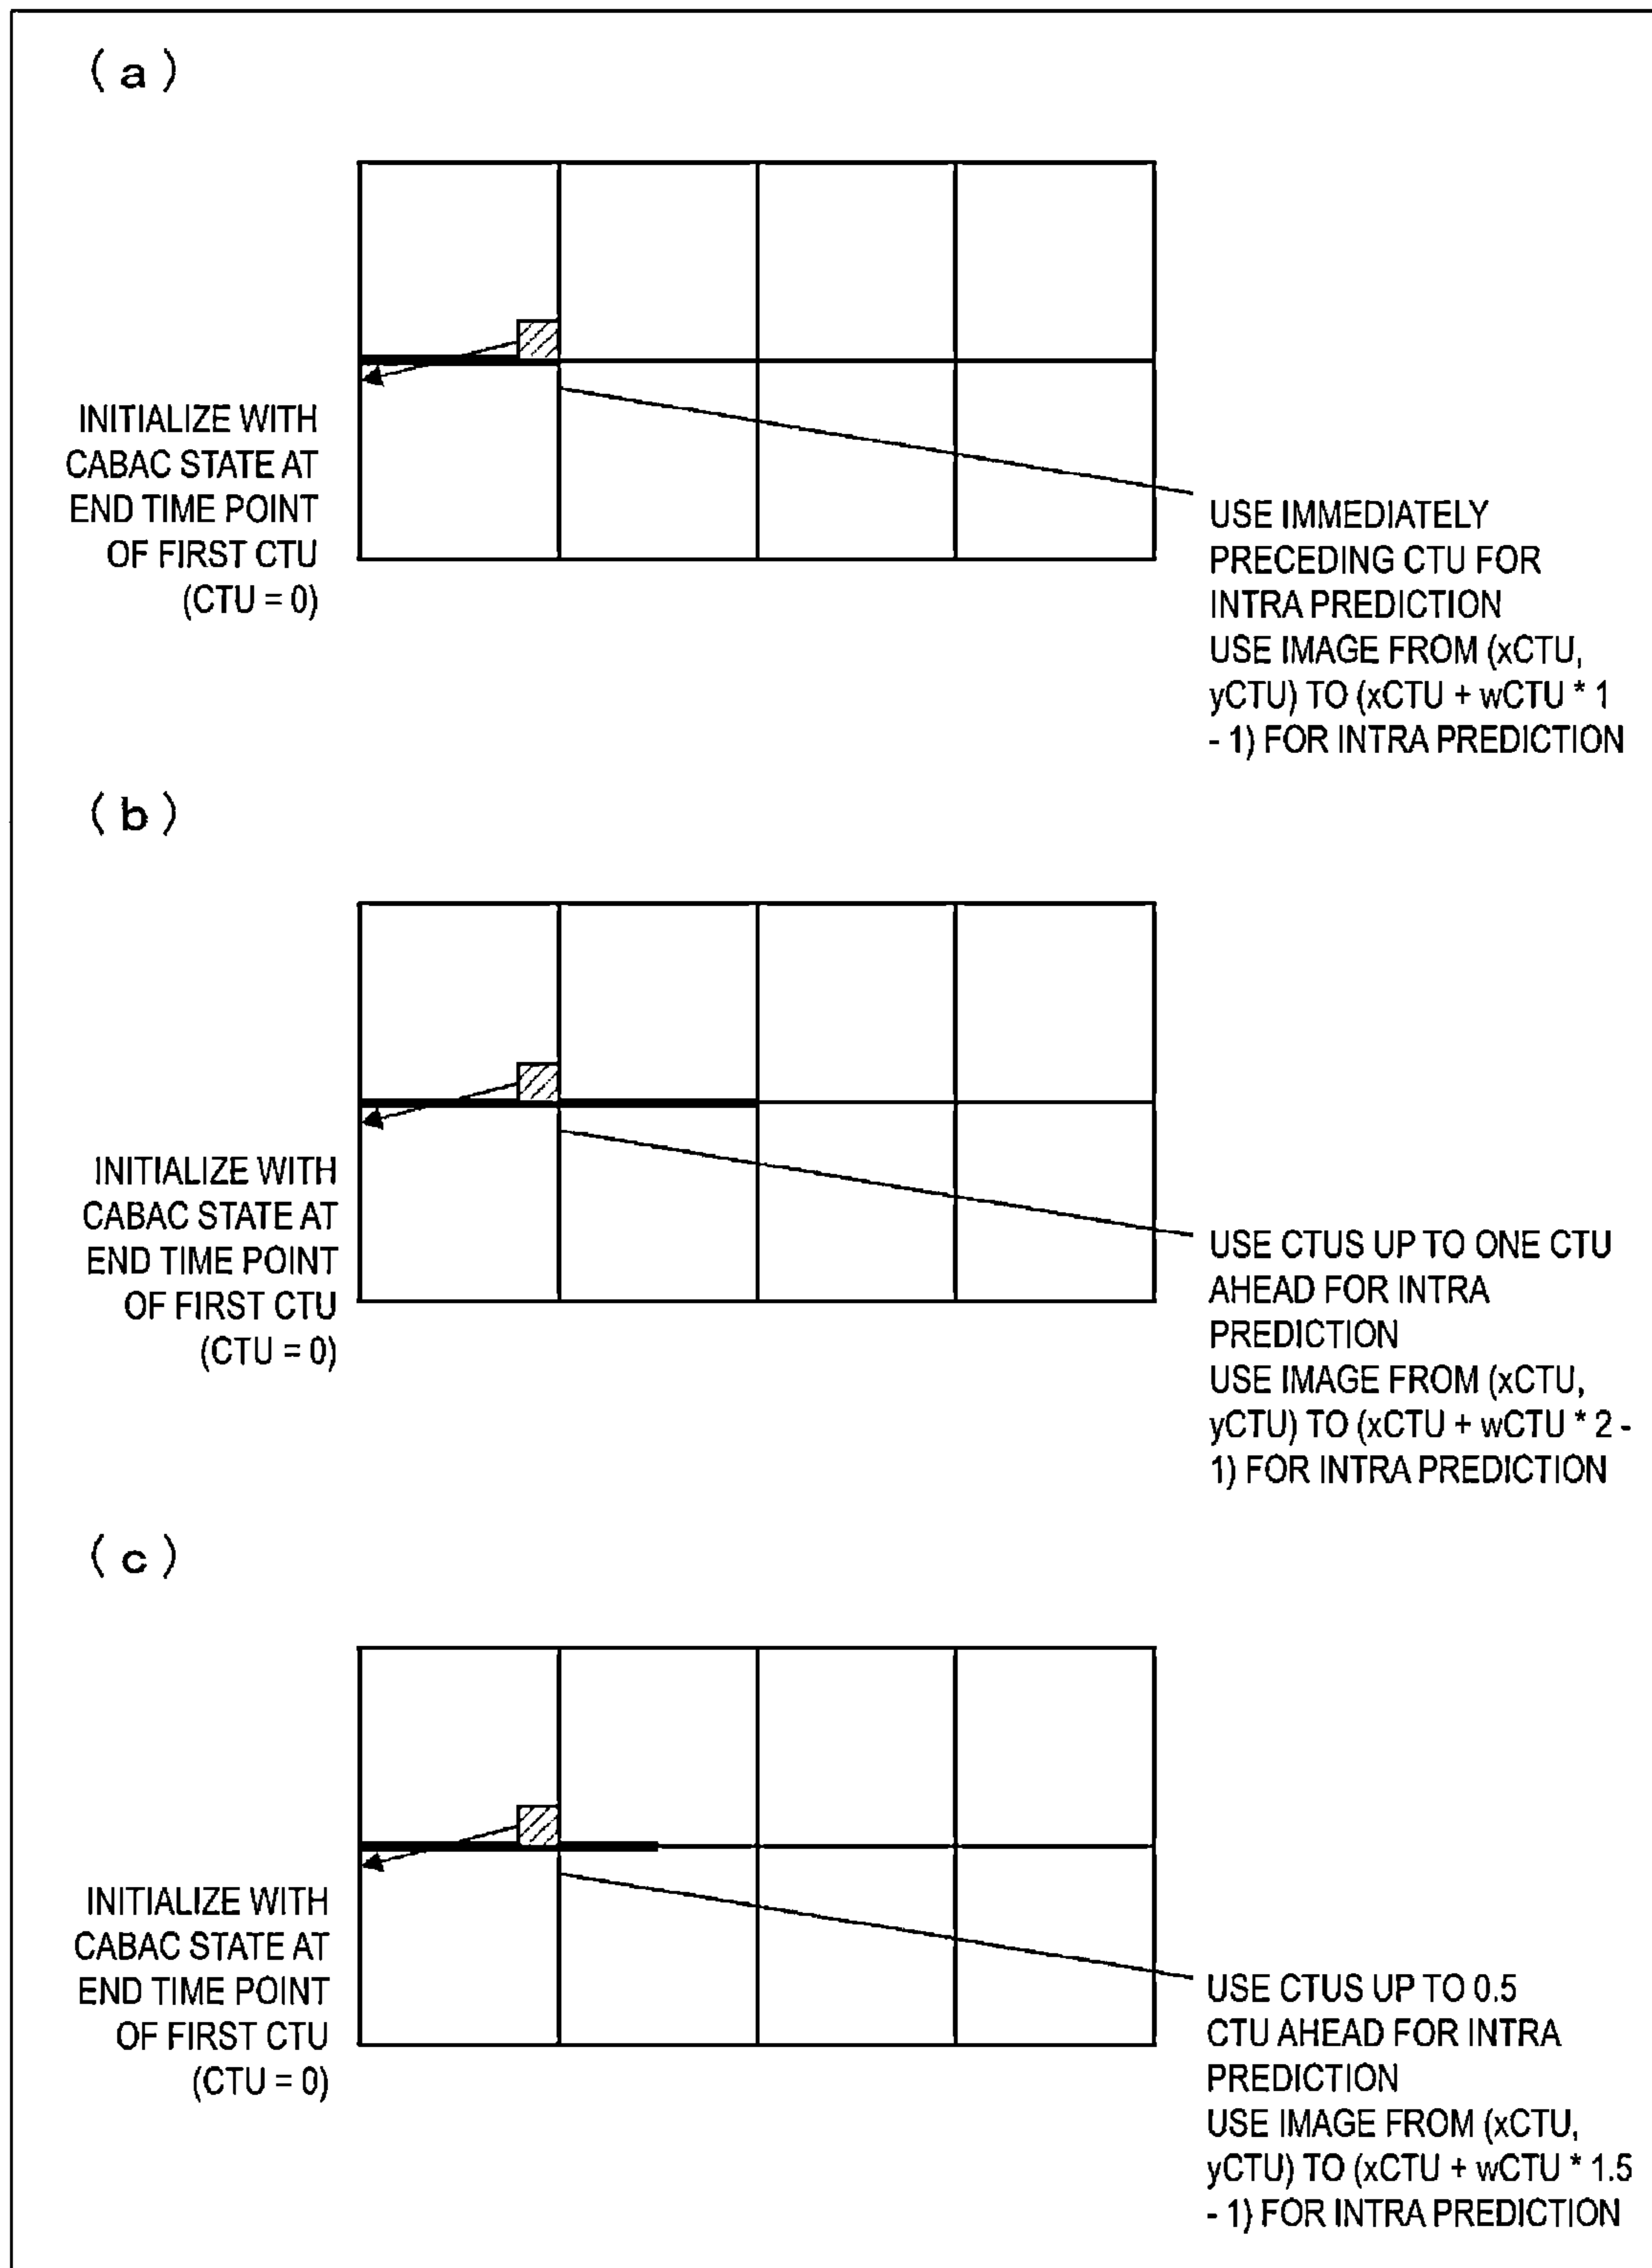 (a)
INITIALIZE WITH
CABAC STATE AT
END TIME POINT
OF FIRST CTU
(CTU = 0)
USE IMMEDIATELY
PRECEDING CTU FOR
INTRA PREDICTION
USE IMAGE FROM (xCTU,
yCTU) TO (xCTU + wCTU * 1
- 1) FOR INTRA PREDICTION
(b)
INITIALIZE WITH
CABAC STATE AT
END TIME POINT
OF FIRST CTU
(CTU = 0)
USE CTUS UP TO ONE CTU
AHEAD FOR INTRA
PREDICTION
USE IMAGE FROM (xCTU,
yCTU) TO (xCTU + wCTU * 2 -
1) FOR INTRA PREDICTION
(c)
INITIALIZE WITH
CABAC STATE AT
END TIME POINT
OF FIRST CTU
(CTU = 0)
USE CTUS UP TO 0.5
CTU AHEAD FOR INTRA
PREDICTION
USE IMAGE FROM (xCTU,
yCTU) TO (xCTU + wCTU * 1.5
- 1) FOR INTRA PREDICTION